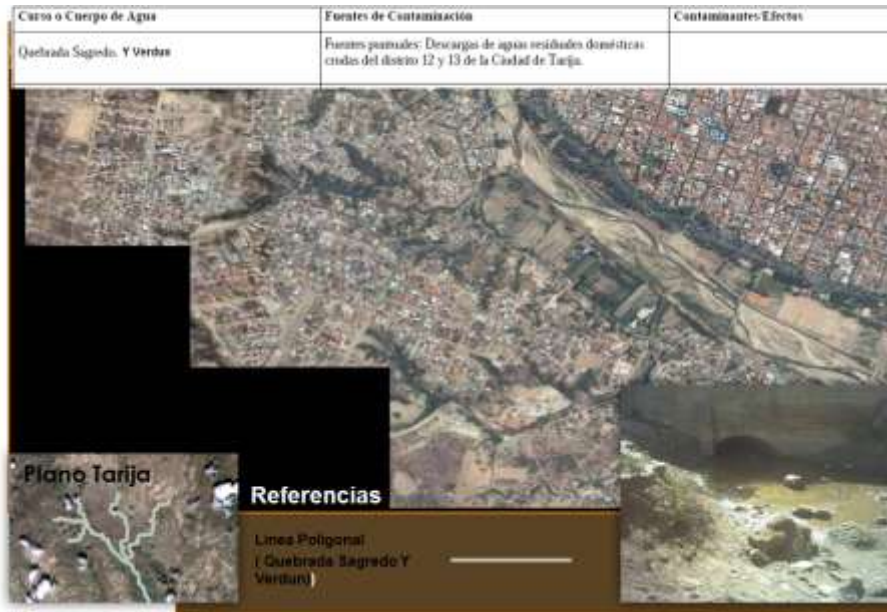 Curso o Cuerpo de Agua
Fuentes de Contaminación
Contaminantes/Efectos
Quebrada Sagredo. Y Verdun
Fuentes puntuales: Descargas de aguas residuales domésticas
crudas del distrito 12 y 13 de la Ciudad de Tarija.
Plano Tarija
Referencias
Linea Poligonal
( Quebrada Sagredo Y
Verdun)